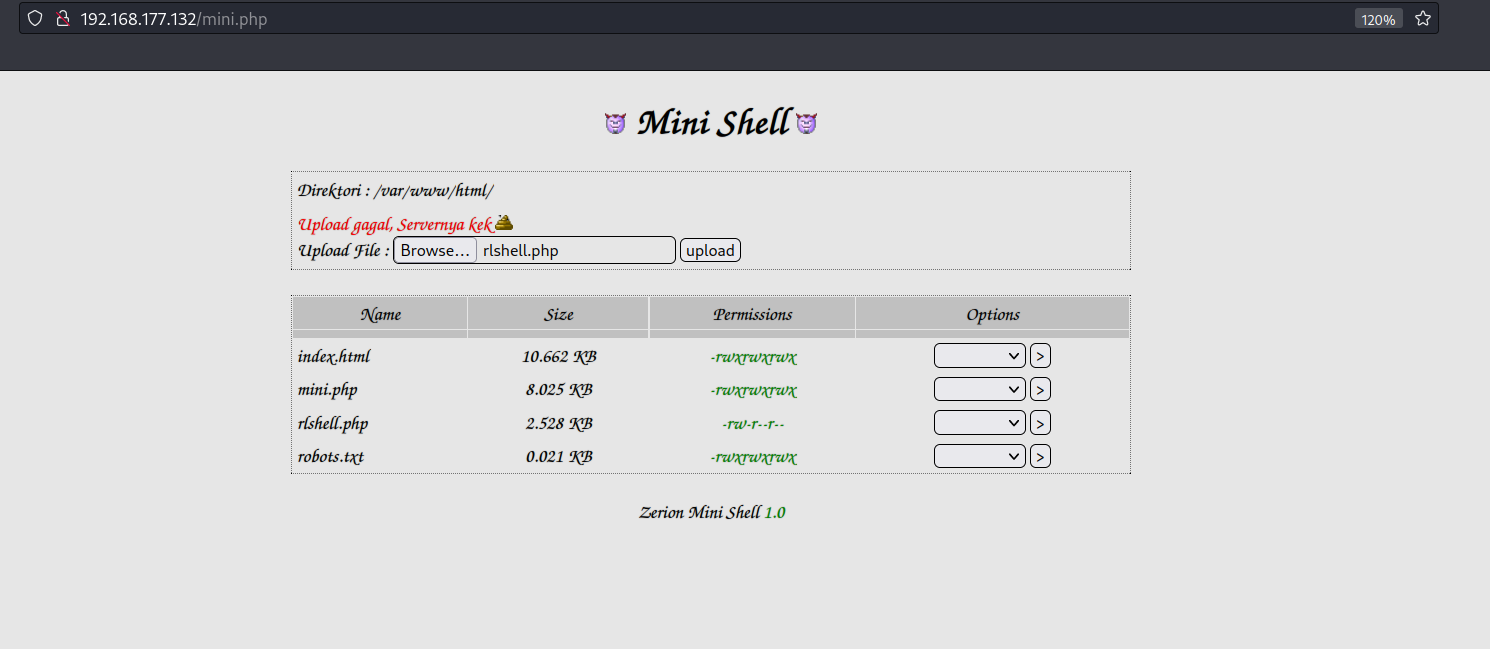 192.168.177.132/mini.php 120%
Mini Shell
Direktori : /var/www/html/
Upload gagal, Servernya kek
Upload File : Browse... rlshell.php upload
Name Size Permissions Options
index.html 10.662 KB -rwxrwxrwx >
mini.php 8.025 KB -rwxrwxrwx >
rlshell.php 2.528 KB -rw-r--r-- >
robots.txt 0.021 KB -rwxrwxrwx >
Zerion Mini Shell 1.0